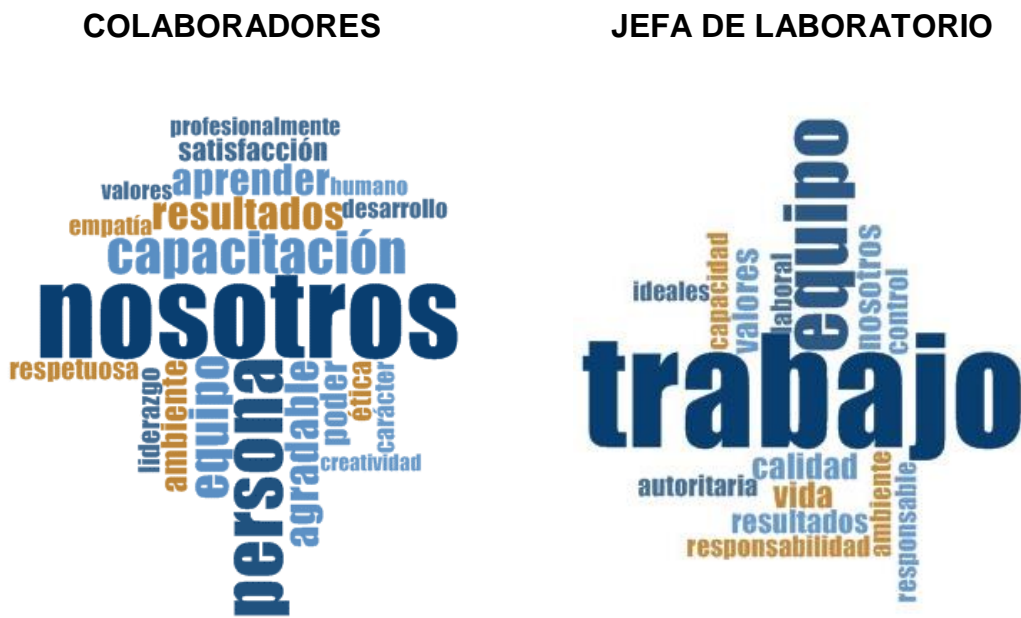 COLABORADORES
JEFA DE LABORATORIO
profesionalmente
satisfacción
valores aprender humano
empatía resultados desarrollo
capacitación
nosotros
respetuosa
liderazgo
ambiente
equipo
persona
agradable
poder
ética
carácter
creatividad
equipo
ideales
capacidad
valores
laboral
nosotros
control
trabajo
autoritaria
calidad
vida
resultados
responsabilidad
ambiente
responsable